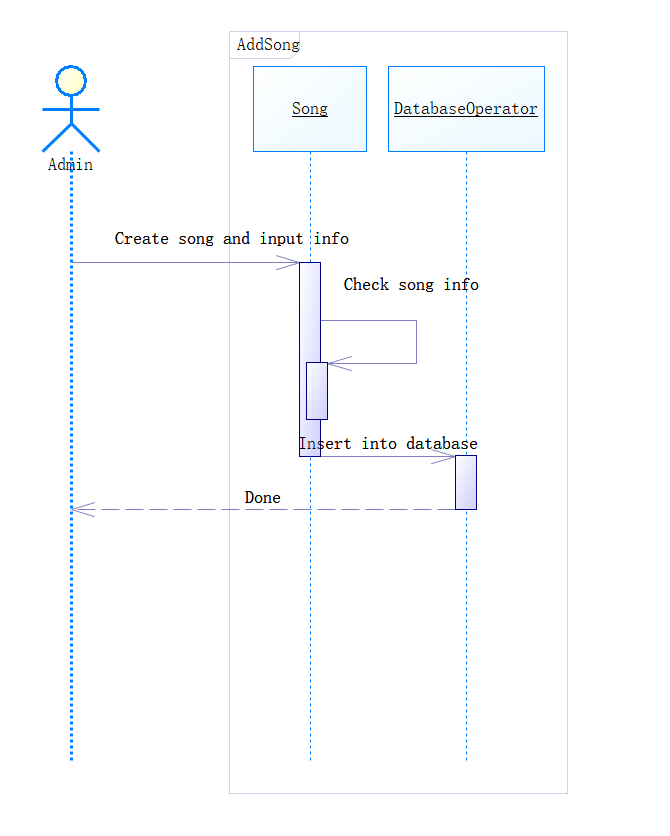 AddSong
Song
DatabaseOperator
Admin
Create song and input info
Check song info
Insert into database
Done